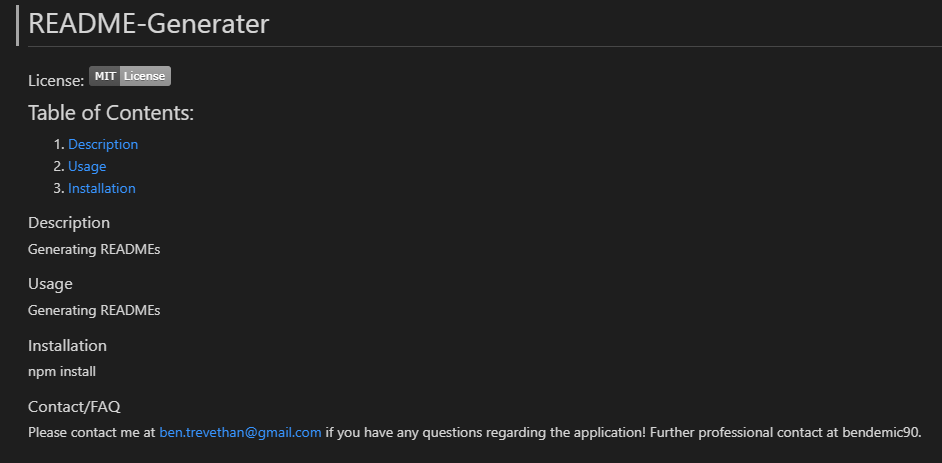 README-Generater
License: MIT License
Table of Contents:
1. Description
2. Usage
3. Installation
Description
Generating READMEs
Usage
Generating READMEs
Installation
npm install
Contact/FAQ
Please contact me at ben.trevethan@gmail.com if you have any questions regarding the application! Further professional contact at bendemic90.